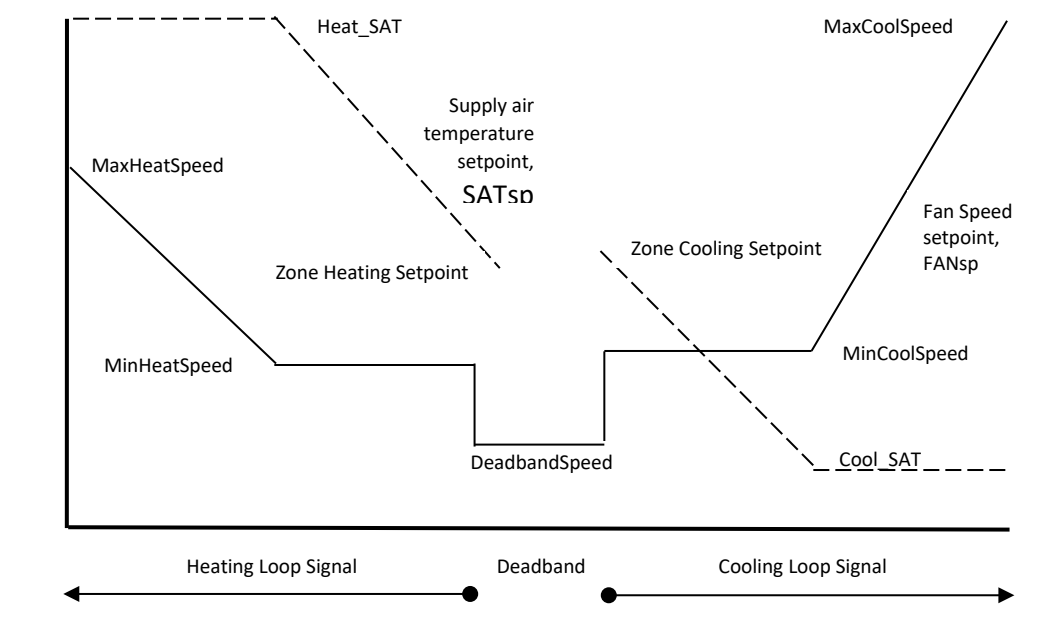 Heat_SAT
MaxCoolSpeed
Supply air
temperature
setpoint,
SATsp
MaxHeatSpeed
Fan Speed
setpoint,
FANsp
Zone Cooling Setpoint
Zone Heating Setpoint
MinHeatSpeed
MinCoolSpeed
DeadbandSpeed
Cool_SAT
Heating Loop Signal
Deadband
Cooling Loop Signal